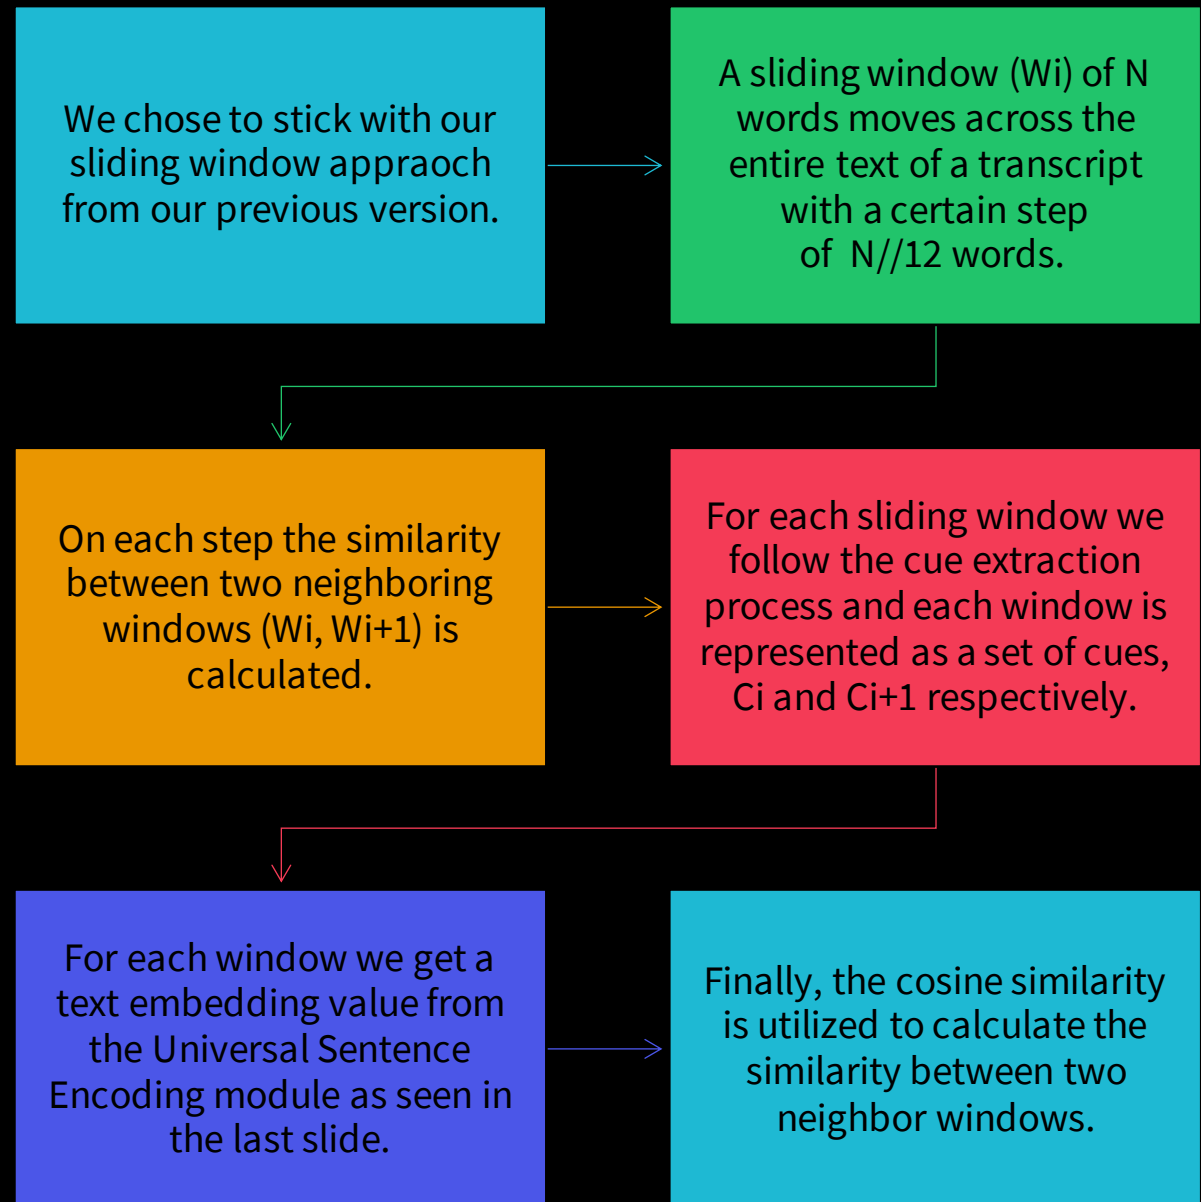 We chose to stick with our
sliding window appraoch
from our previous version.
A sliding window (Wi) of N
words moves across the
entire text of a transcript
with a certain step
of  N//12 words.
On each step the similarity
between two neighboring
windows (Wi, Wi+1) is
calculated.
For each sliding window we
follow the cue extraction
process and each window is
represented as a set of cues,
Ci and Ci+1 respectively.
For each window we get a
text embedding value from
the Universal Sentence
Encoding module as seen in
the last slide.
Finally, the cosine similarity
is utilized to calculate the
similarity between two
neighbor windows.